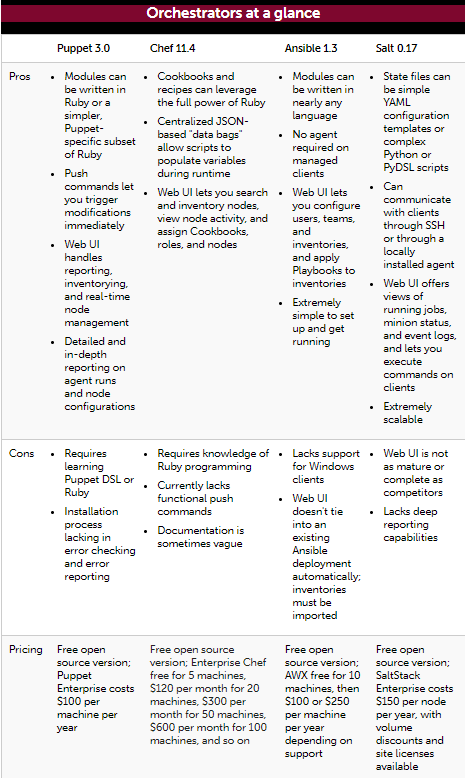 Orchestrators at a glance
Puppet 3.0
Chef 11.4
Ansible 1.3
Salt 0.17
Pros
• Modules can
be written in
Ruby or a
simpler,
Puppet-
specific subset
of Ruby
• Push
commands let
you trigger
modifications
immediately
• Web UI
handles
reporting,
inventorying,
and real-time
node
management
• Detailed and
in-depth
reporting on
agent runs
and node
configurations
• Cookbooks and
recipes can leverage
the full power of Ruby
• Centralized JSON-
based "data bags"
allow scripts to
populate variables
during runtime
• Web UI lets you search
and inventory nodes,
view node activity, and
assign Cookbooks,
roles, and nodes
• Modules can
be written in
nearly any
language
• No agent
required on
managed
clients
• Web UI lets
you configure
users, teams,
and
inventories,
and apply
Playbooks to
inventories
• Extremely
simple to set
up and get
running
• State files can
be simple
YAML
configuration
templates or
complex
Python or
PyDSL scripts
• Can
communicate
with clients
through SSH
or through a
locally
installed agent
• Web UI offers
views of
running jobs,
minion status,
and event logs,
and lets you
execute
commands on
clients
• Extremely
scalable
Cons
• Requires
learning
Puppet DSL or
Ruby
• Installation
process
lacking in
error checking
and error
reporting
• Requires knowledge of
Ruby programming
• Currently lacks
functional push
commands
• Documentation is
sometimes vague
• Lacks support
for Windows
clients
• Web UI
doesn't tie
into an
existing
Ansible
deployment
automatically;
inventories
must be
imported
• Web UI is not
as mature or
complete as
competitors
• Lacks deep
reporting
capabilities
Pricing
Free open
source version;
Puppet
Enterprise costs
$100 per
machine per
year
Free open source
version; Enterprise Chef
free for 5 machines,
$120 per month for 20
machines, $300 per
month for 50 machines,
$600 per month for 100
machines, and so on
Free open
source version;
AWX free for 10
machines, then
$100 or $250
per machine
per year
depending on
support
Free open
source version;
SaltStack
Enterprise costs
$150 per node
per year, with
volume
discounts and
site licenses
available